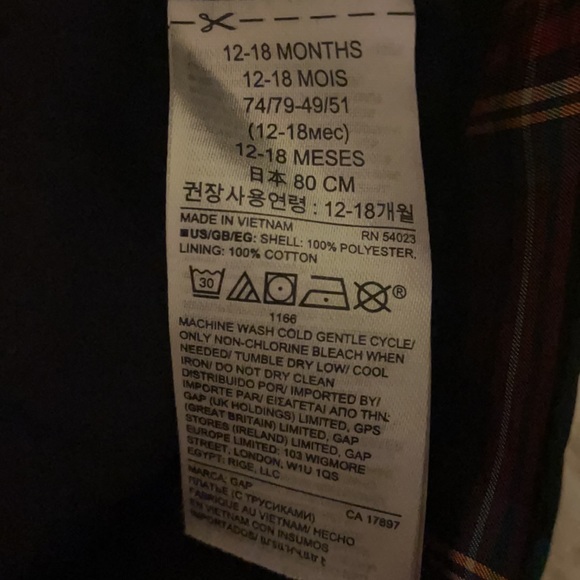 12-18 MONTHS
12-18 MOIS
74/79-49/51
(12-18мес)
12-18 MESES
日本 80 CM
권장사용연령 : 12-18개월
MADE IN VIETNAM RN 54023
■US/GB/EG: SHELL: 100% POLYESTER,
LINING: 100% COTTON
30 ®
1166
MACHINE WASH COLD GENTLE CYCLE/
ONLY NON-CHLORINE BLEACH WHEN
NEEDED/ TUMBLE DRY LOW/ COOL
IRON/ DO NOT DRY CLEAN
DISTRIBUIDO POR/ IMPORTED BY/
IMPORTE PAR/ ΕΙΣΑΓΕΤΑΙ ΑΠΟ ΤΗΝ:
GAP (UK HOLDINGS) LIMITED, GPS
(GREAT BRITAIN) LIMITED, GAP
STORES (IRELAND) LIMITED, GAP
EUROPE LIMITED: 103 WIGMORE
STREET, LONDON, W1U 1QS
EGYPT: RIGE, LLC
MARCA, GAP CA 17897
ПЛАТЬЕ (С ТРУСИКАМИ)
FABRIQUÉ AU VIETNAM/ HECHO
EN VIETNAM CON INSUMOS
IMPORTADOS/